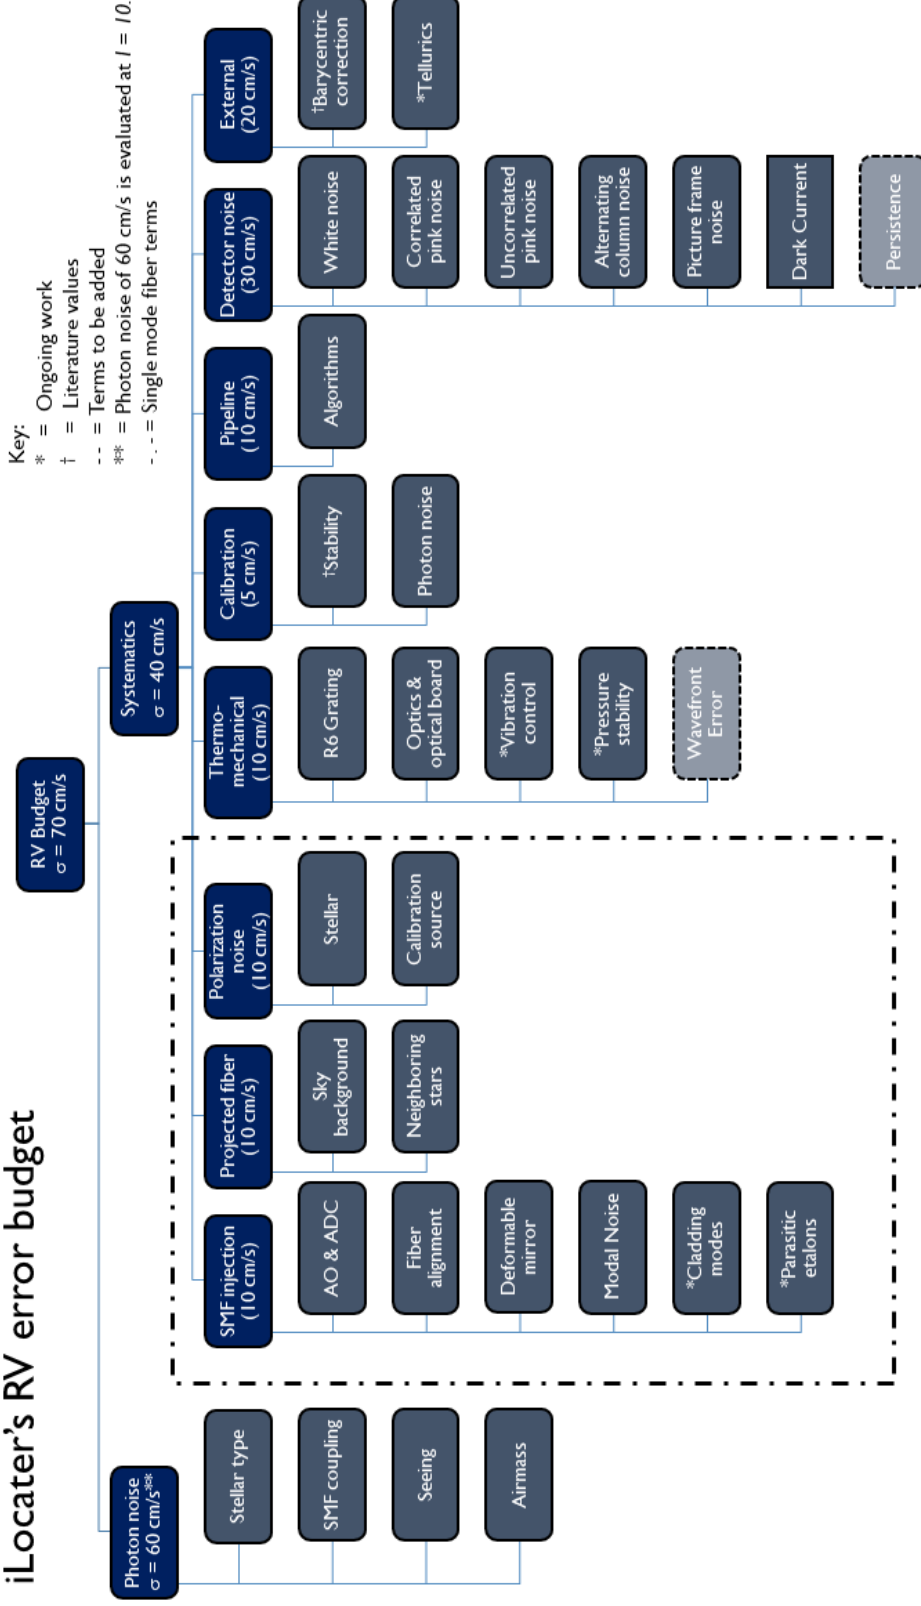 iLocater's RV error budget
Key:
* = Ongoing work
† = Literature values
-- = Terms to be added
** = Photon noise of 60 cm/s is evaluated at I = 10.
-.- = Single mode fiber terms
RV Budget
σ = 70 cm/s
Photon noise
σ = 60 cm/s**
Stellar type
SMF coupling
Seeing
Airmass
Systematics
σ = 40 cm/s
SMF injection
(10 cm/s)
AO & ADC
Fiber
alignment
Deformable
mirror
Modal Noise
*Cladding
modes
*Parasitic
etalons
Projected fiber
(10 cm/s)
Sky
background
Neighboring
stars
Polarization
noise
(10 cm/s)
Stellar
Calibration
source
Thermo-
mechanical
(10 cm/s)
R6 Grating
Optics &
optical board
*Vibration
control
*Pressure
stability
Wavefront
Error
Calibration
(5 cm/s)
†Stability
Photon noise
Pipeline
(10 cm/s)
Algorithms
Detector noise
(30 cm/s)
White noise
Correlated
pink noise
Uncorrelated
pink noise
Alternating
column noise
Picture frame
noise
Dark Current
Persistence
External
(20 cm/s)
†Barycentric
correction
*Tellurics